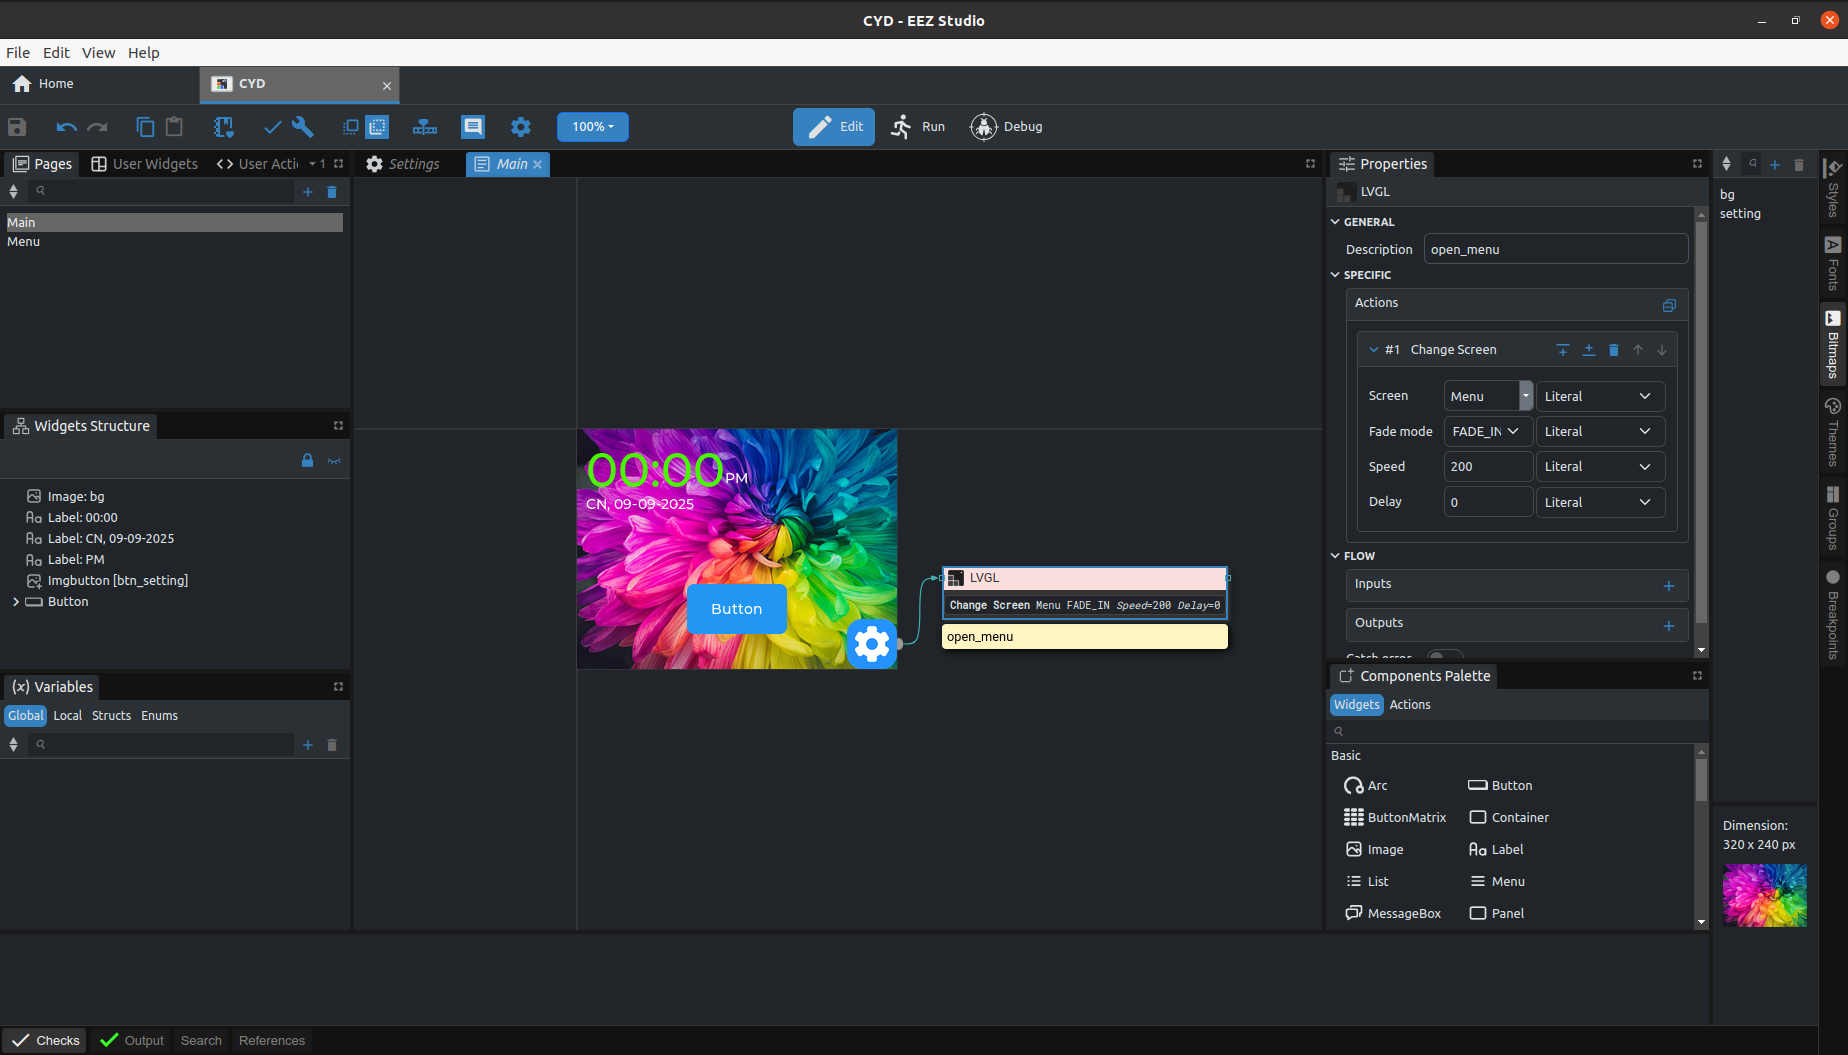 CYD - EEZ Studio
File Edit View Help
Home CYD
100% Edit Run Debug
Pages User Widgets User Acti 1
Settings Main
Main
Menu
Widgets Structure
Image: bg
Label: 00:00
Label: CN, 09-09-2025
Label: PM
Imgbutton [btn_setting]
Button
(x) Variables
Global Local Structs Enums
00:00 PM
CN, 09-09-2025
Button
LVGL
Change Screen Menu FADE_IN Speed=200 Delay=0
open_menu
Properties
LVGL
GENERAL
Description open_menu
SPECIFIC
Actions
#1 Change Screen
Screen Menu Literal
Fade mode FADE_IN Literal
Speed 200 Literal
Delay 0 Literal
FLOW
Inputs
Outputs
Catch error
Components Palette
Widgets Actions
Basic
Arc Button
ButtonMatrix Container
Image Label
List Menu
MessageBox Panel
bg
setting
Dimension:
320 x 240 px
Styles
Fonts
Bitmaps
Themes
Groups
Breakpoints
Checks Output Search References